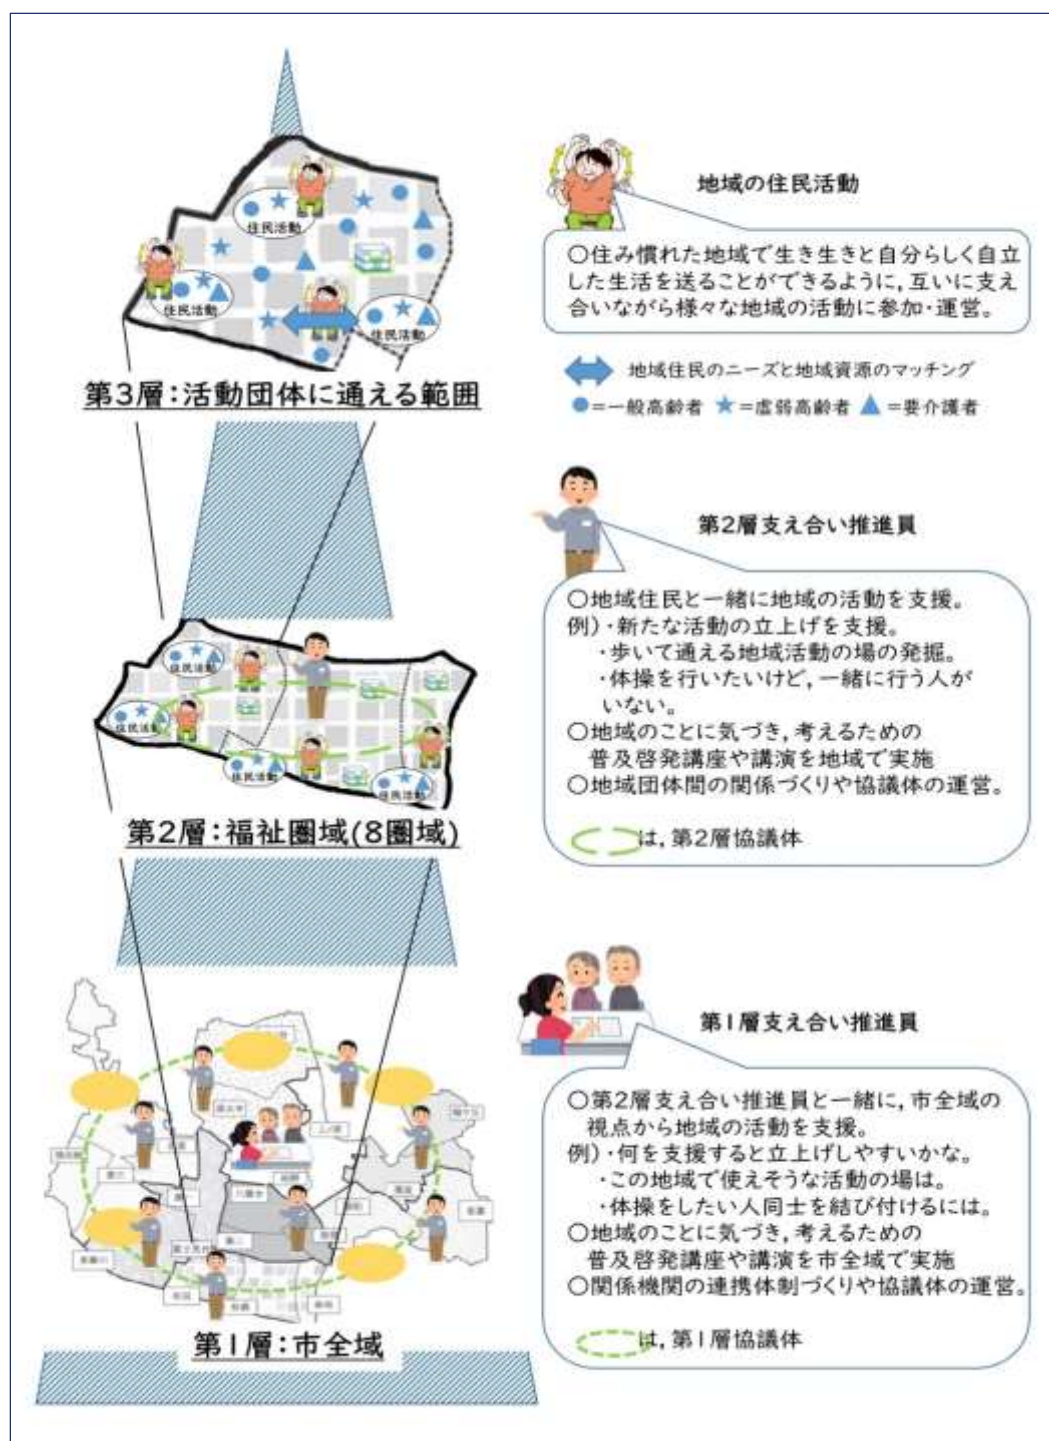 住民活動
住民活動
住民活動
第3層：活動団体に通える範囲
地域の住民活動
○住み慣れた地域で生き生きと自分らしく自立
した生活を送ることができるように，互いに支え
合いながら様々な地域の活動に参加・運営。
地域住民のニーズと地域資源のマッチング
●=一般高齢者 ★=虚弱高齢者 ▲=要介護者
住民活動
住民活動
住民活動
住民活動
第2層：福祉圏域(8圏域)
第2層支え合い推進員
○地域住民と一緒に地域の活動を支援。
例)・新たな活動の立上げを支援。
・歩いて通える地域活動の場の発掘。
・体操を行いたいけど，一緒に行う人が
いない。
○地域のことに気づき，考えるための
普及啓発講座や講演を地域で実施
○地域団体間の関係づくりや協議体の運営。
は，第2層協議体
第1層：市全域
第1層支え合い推進員
○第2層支え合い推進員と一緒に，市全域の
視点から地域の活動を支援。
例)・何を支援すると立上げしやすいかな。
・この地域で使えそうな活動の場は。
・体操をしたい人同士を結び付けるには。
○地域のことに気づき，考えるための
普及啓発講座や講演を市全域で実施
○関係機関の連携体制づくりや協議体の運営。
は，第1層協議体